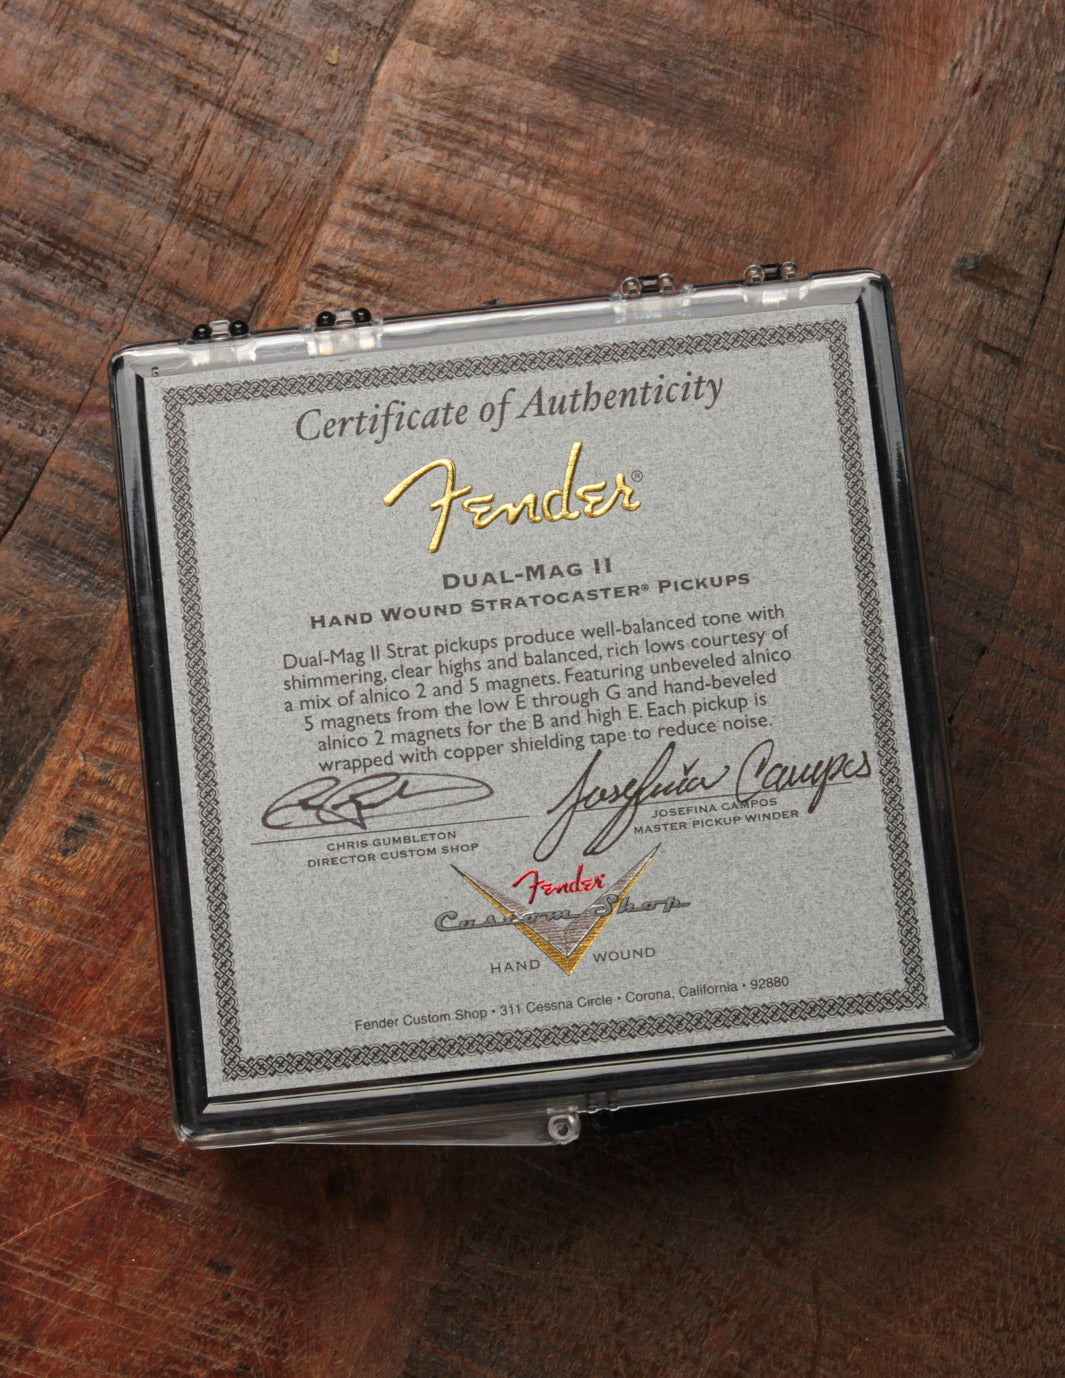 Certificate of Authenticity
Fender®
DUAL-MAG II
HAND WOUND STRATOCASTER® PICKUPS
Dual-Mag II Strat pickups produce well-balanced tone with
shimmering, clear highs and balanced, rich lows courtesy of
a mix of alnico 2 and 5 magnets. Featuring unbeveled alnico
5 magnets from the low E through G and hand-beveled
alnico 2 magnets for the B and high E. Each pickup is
wrapped with copper shielding tape to reduce noise.
Josefina Campos
CHRIS GUMBLETON
DIRECTOR CUSTOM SHOP
JOSEFINA CAMPOS
MASTER PICKUP WINDER
Fender®
Custom Shop
HAND WOUND
Fender Custom Shop • 311 Cessna Circle • Corona, California • 92880